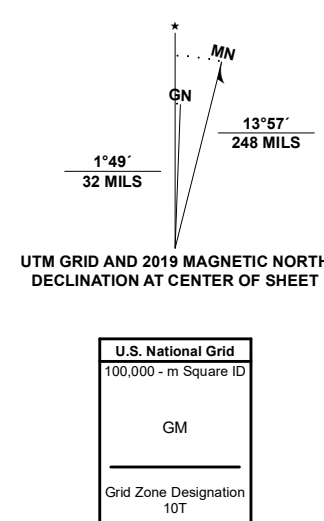 ★
MN
GN
13°57´
248 MILS
1°49´
32 MILS
UTM GRID AND 2019 MAGNETIC NORTH
DECLINATION AT CENTER OF SHEET
U.S. National Grid
100,000 - m Square ID
GM
Grid Zone Designation
10T